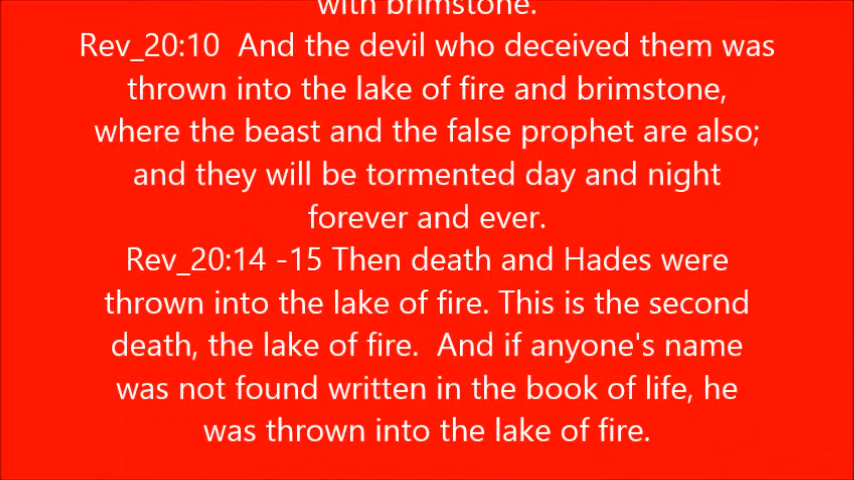 with brimstone.
Rev_20:10  And the devil who deceived them was
thrown into the lake of fire and brimstone,
where the beast and the false prophet are also;
and they will be tormented day and night
forever and ever.
Rev_20:14 -15 Then death and Hades were
thrown into the lake of fire. This is the second
death, the lake of fire.  And if anyone's name
was not found written in the book of life, he
was thrown into the lake of fire.